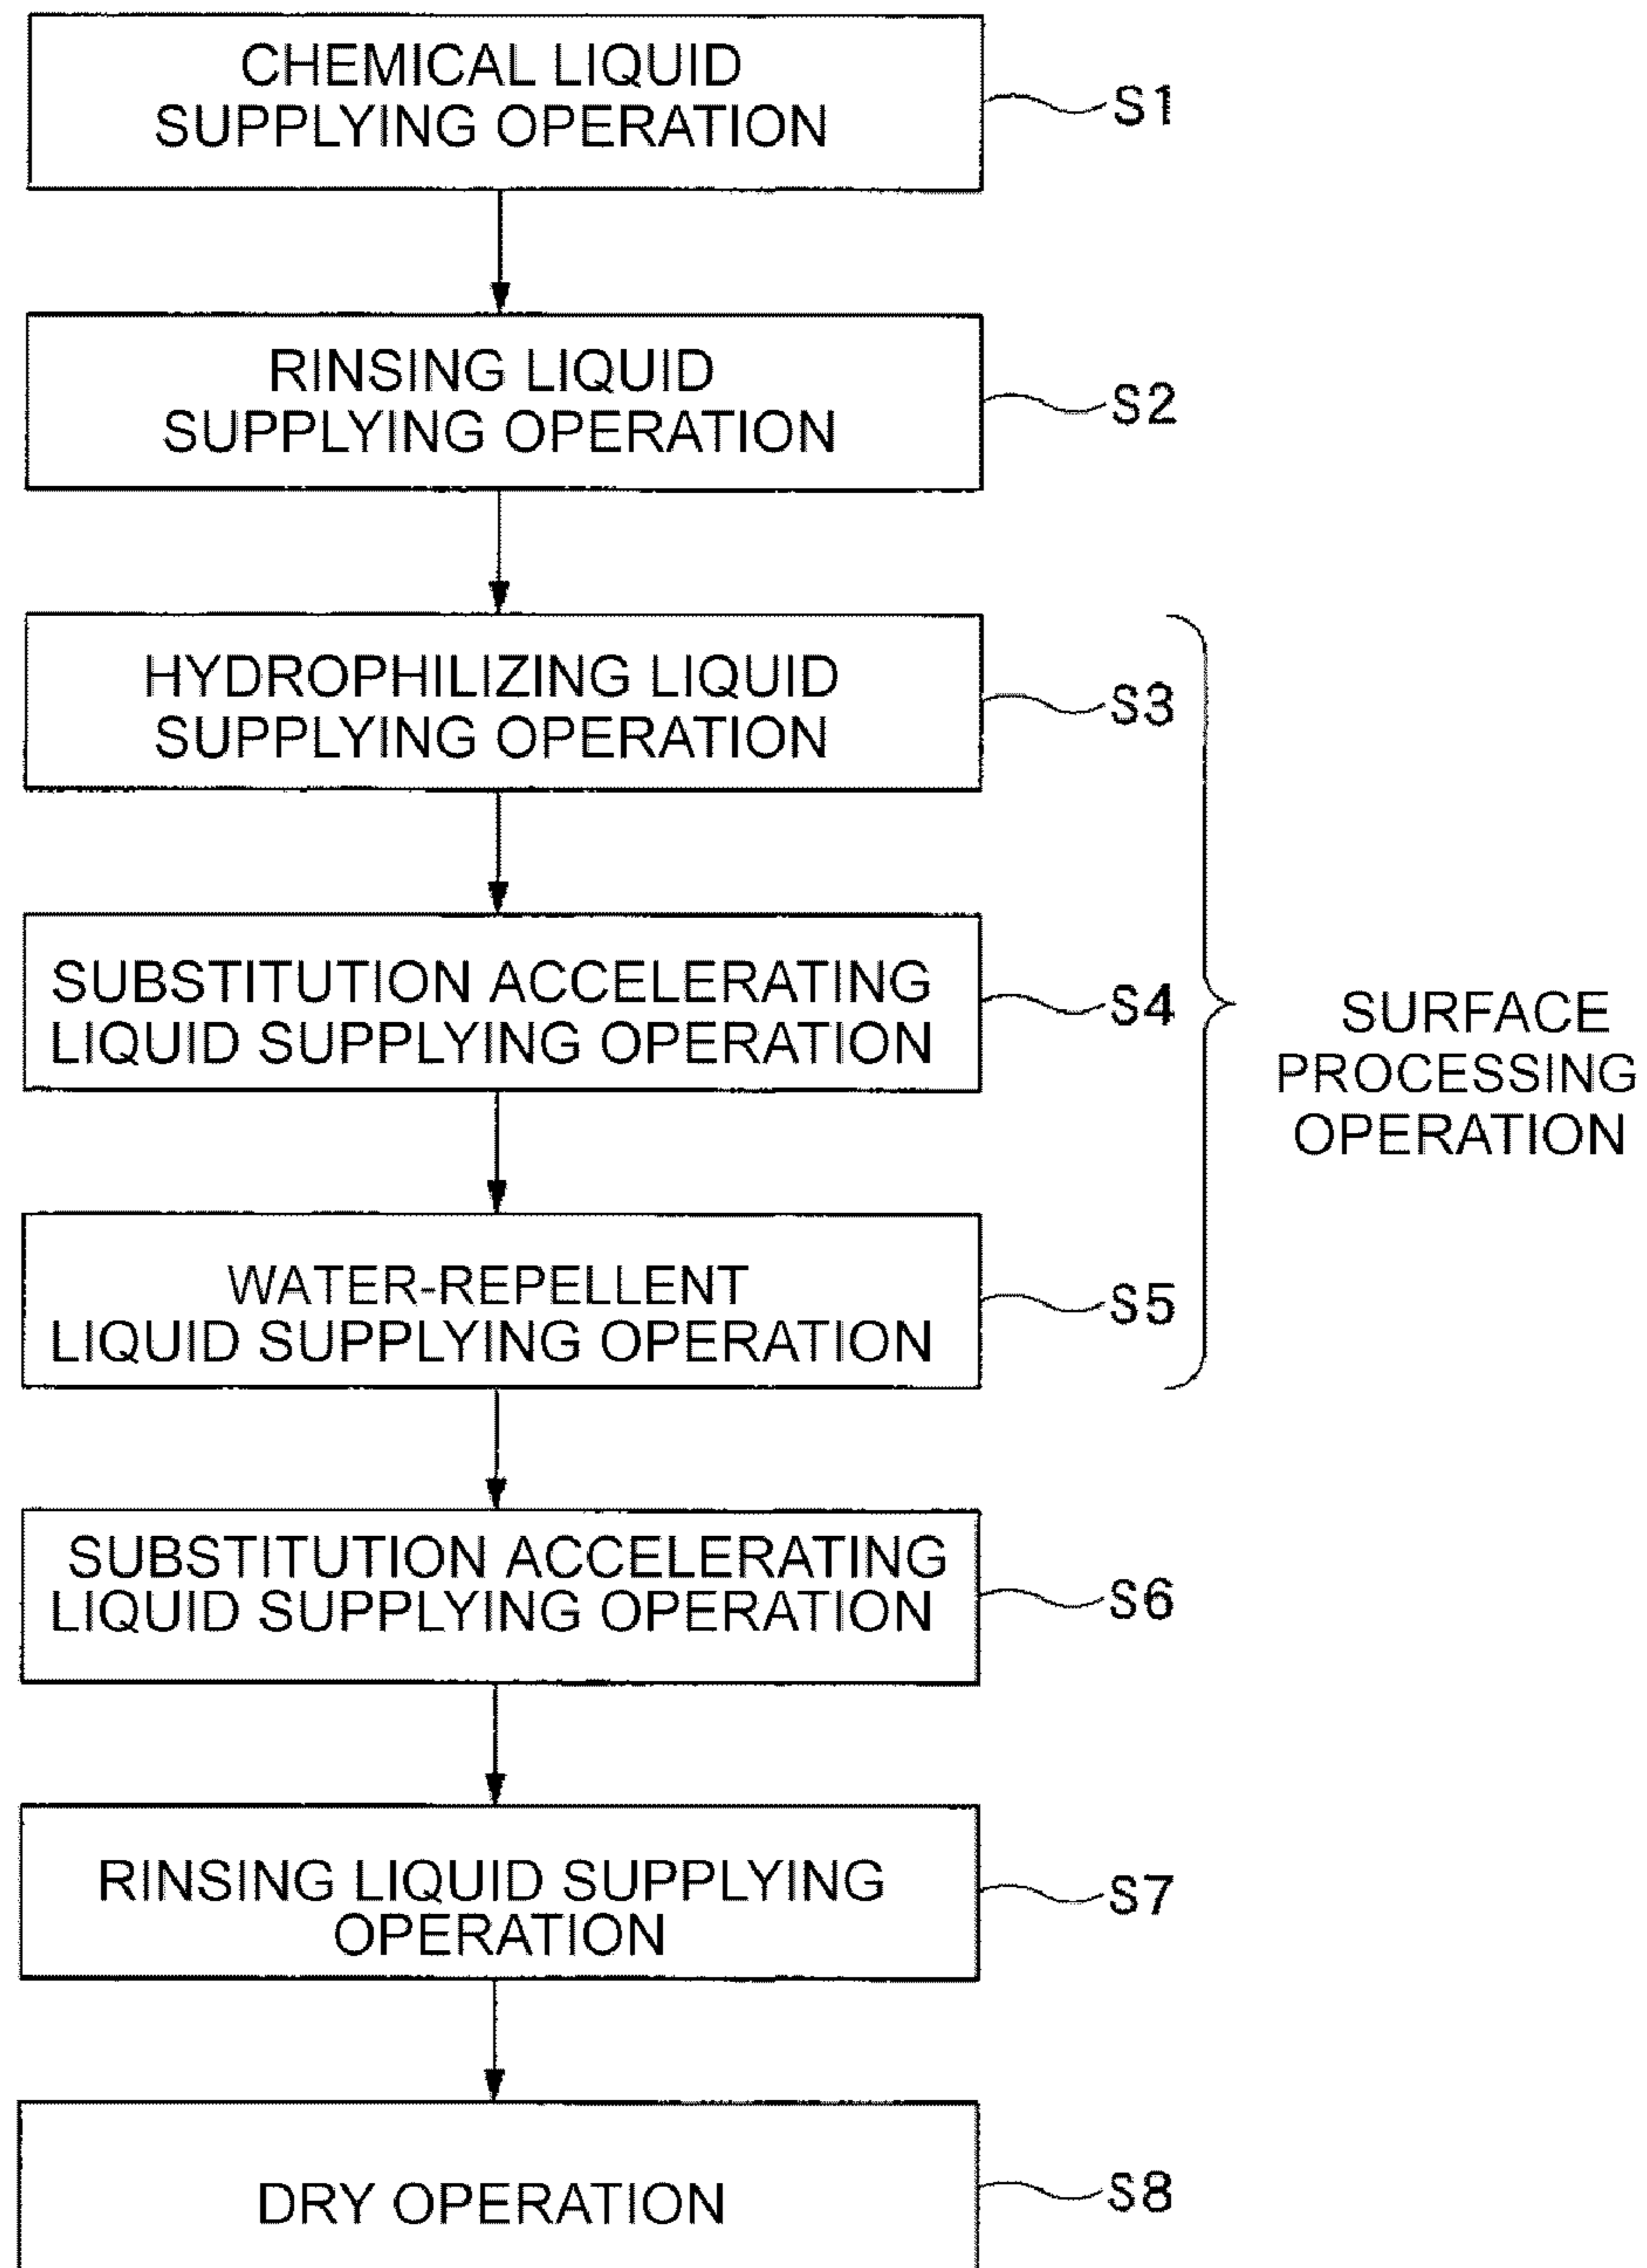 CHEMICAL LIQUID
SUPPLYING OPERATION
S1
RINSING LIQUID
SUPPLYING OPERATION
S2
HYDROPHILIZING LIQUID
SUPPLYING OPERATION
S3
SUBSTITUTION ACCELERATING
LIQUID SUPPLYING OPERATION
S4
SURFACE
PROCESSING
OPERATION
WATER-REPELLENT
LIQUID SUPPLYING OPERATION
S5
SUBSTITUTION ACCELERATING
LIQUID SUPPLYING OPERATION
S6
RINSING LIQUID SUPPLYING
OPERATION
S7
DRY OPERATION
S8